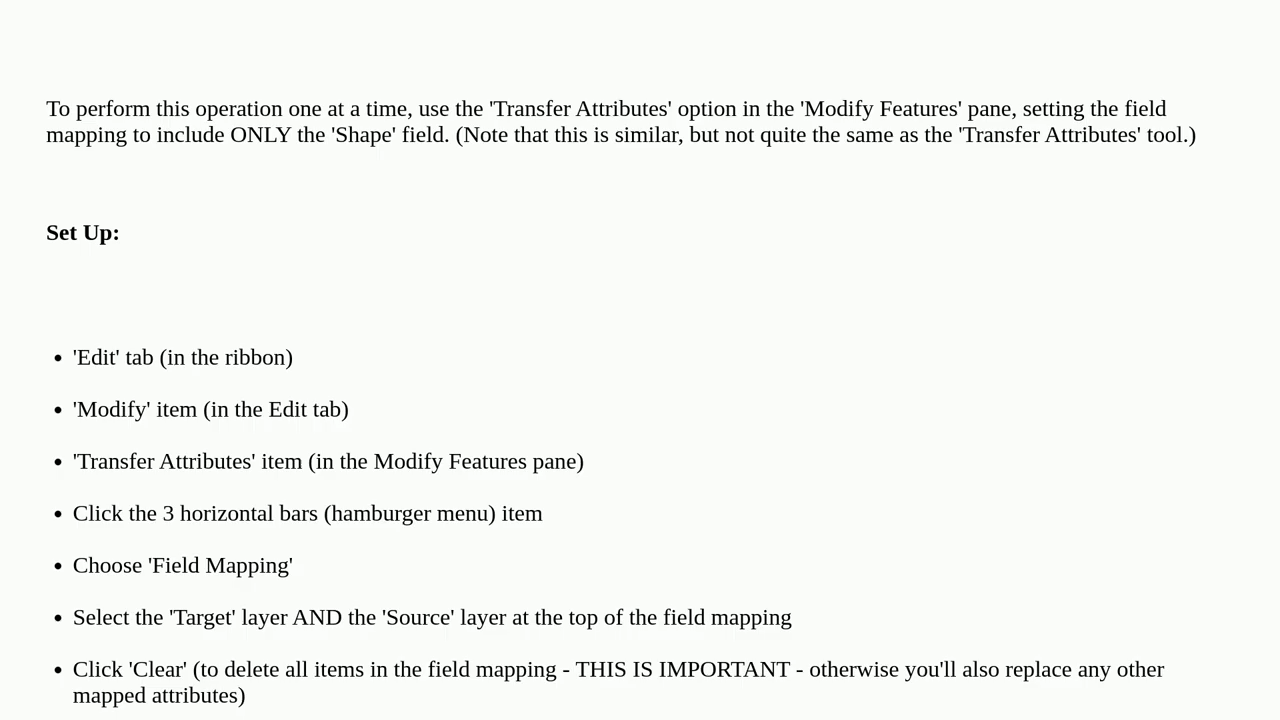 To perform this operation one at a time, use the 'Transfer Attributes' option in the 'Modify Features' pane, setting the field
mapping to include ONLY the 'Shape' field. (Note that this is similar, but not quite the same as the 'Transfer Attributes' tool.)
Set Up:
• 'Edit' tab (in the ribbon)
• 'Modify' item (in the Edit tab)
• 'Transfer Attributes' item (in the Modify Features pane)
• Click the 3 horizontal bars (hamburger menu) item
• Choose 'Field Mapping'
• Select the 'Target' layer AND the 'Source' layer at the top of the field mapping
• Click 'Clear' (to delete all items in the field mapping - THIS IS IMPORTANT - otherwise you'll also replace any other
mapped attributes)